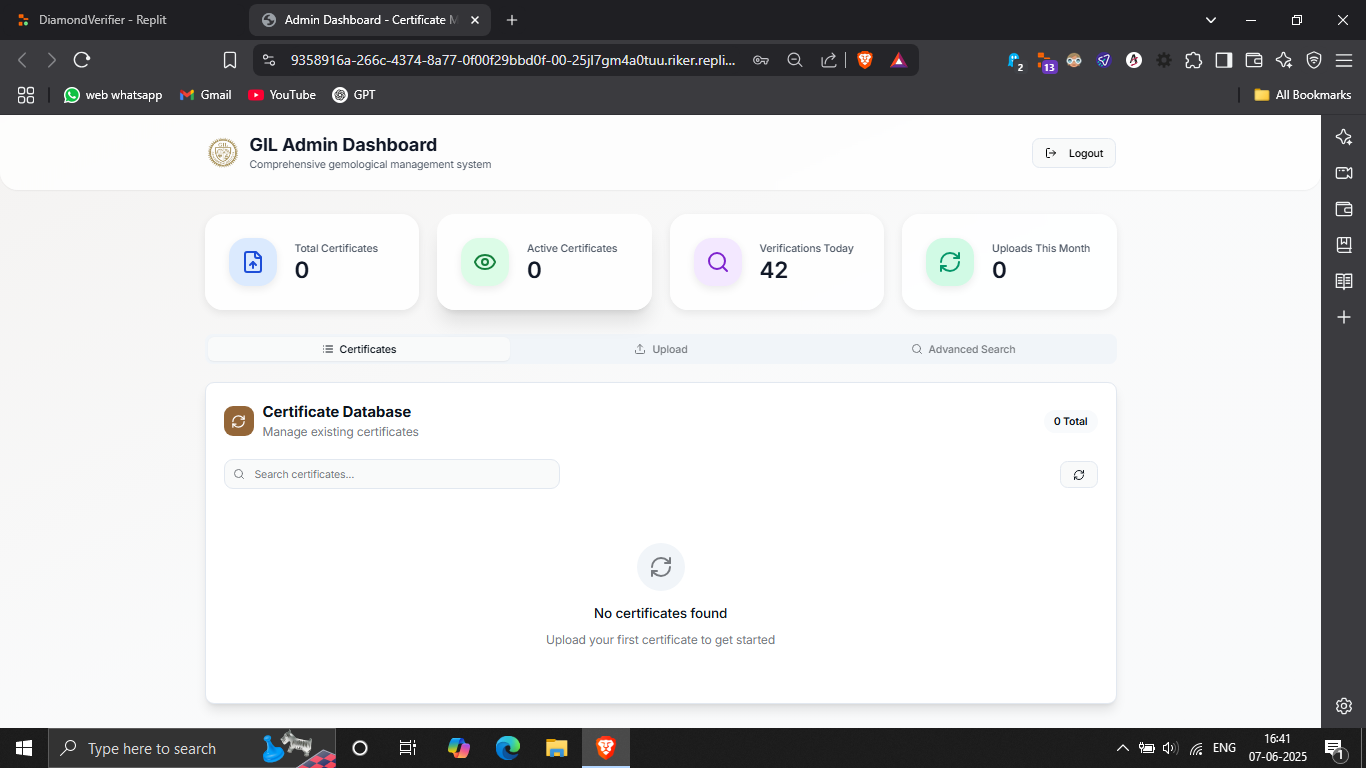 DiamondVerifier - Replit
Admin Dashboard - Certificate M
9358916a-266c-4374-8a77-0f00f29bbd0f-00-25jl7gm4a0tuu.riker.repli...
2
13
web whatsapp
Gmail
YouTube
GPT
All Bookmarks
GIL Admin Dashboard
Comprehensive gemological management system
Logout
Total Certificates
0
Active Certificates
0
Verifications Today
42
Uploads This Month
0
Certificates
Upload
Advanced Search
Certificate Database
Manage existing certificates
0 Total
Search certificates...
No certificates found
Upload your first certificate to get started
Type here to search
ENG
16:41
07-06-2025
1